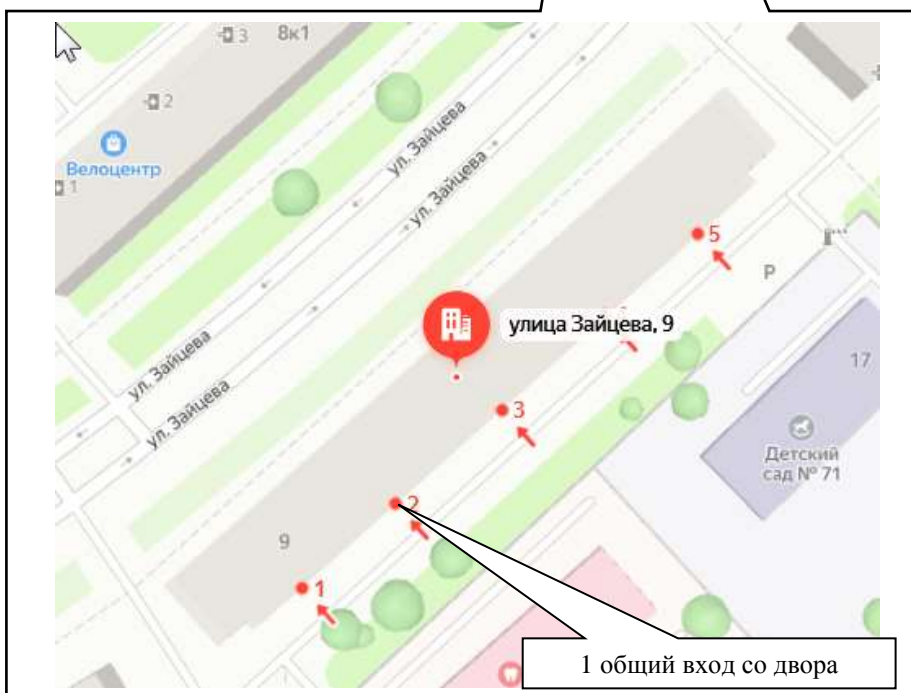 3
8к1
2
Велоцентр
1
ул. Зайцева
ул. Зайцева
5
P
улица Зайцева, 9
ул. Зайцева
17
ул. Зайцева
3
Детский
сад № 71
2
9
1
1 общий вход со двора